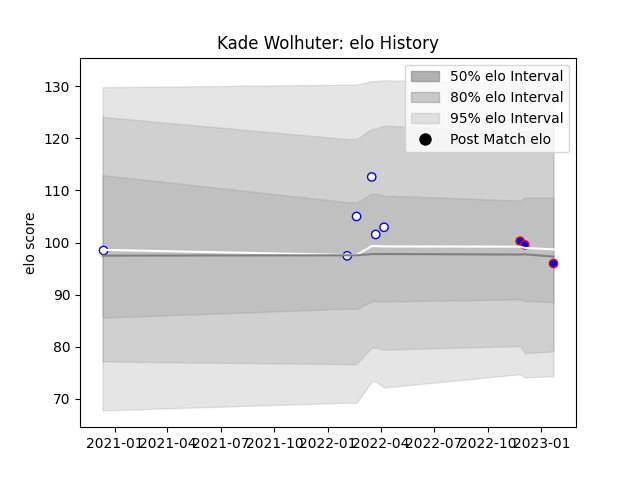 Kade Wolhuter: elo History
50% elo Interval
80% elo Interval
95% elo Interval
Post Match elo
elo score
130
120
110
100
90
80
70
2021-01 2021-04 2021-07 2021-10 2022-01 2022-04 2022-07 2022-10 2023-01